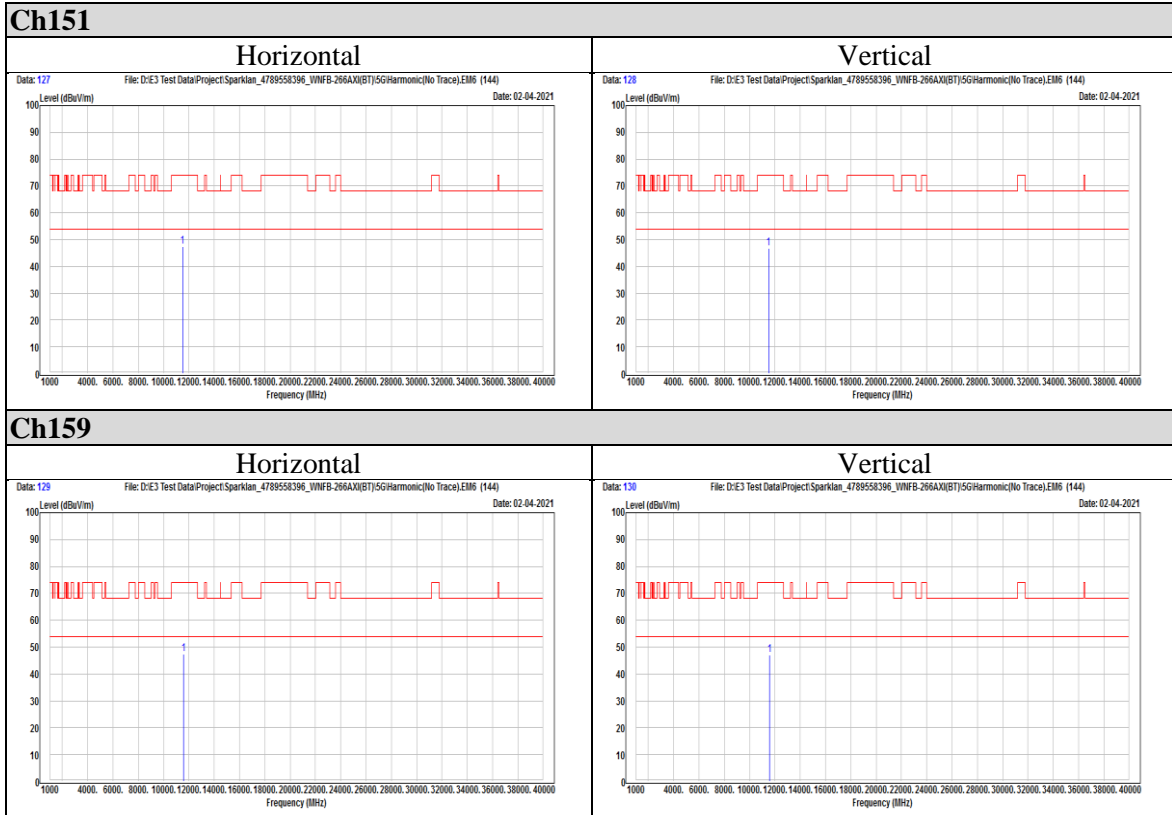 Ch151
Horizontal Vertical
Data: 127 File: D:\E3 Test Data\Project\Sparklan_4789558396_WNFB-266AXI(BT)\5G\Harmonic(No Trace).EM6 (144)
Level (dBuV/m) Date: 02-04-2021
100
90
80
70
60
50
40
30
20
10
0
1
1000 4000. 6000. 8000. 10000. 12000. 14000. 16000. 18000. 20000. 22000. 24000. 26000. 28000. 30000. 32000. 34000. 36000. 38000. 40000
Frequency (MHz)
Data: 128 File: D:\E3 Test Data\Project\Sparklan_4789558396_WNFB-266AXI(BT)\5G\Harmonic(No Trace).EM6 (144)
Level (dBuV/m) Date: 02-04-2021
100
90
80
70
60
50
40
30
20
10
0
1
1000 4000. 6000. 8000. 10000. 12000. 14000. 16000. 18000. 20000. 22000. 24000. 26000. 28000. 30000. 32000. 34000. 36000. 38000. 40000
Frequency (MHz)
Ch159
Horizontal Vertical
Data: 129 File: D:\E3 Test Data\Project\Sparklan_4789558396_WNFB-266AXI(BT)\5G\Harmonic(No Trace).EM6 (144)
Level (dBuV/m) Date: 02-04-2021
100
90
80
70
60
50
40
30
20
10
0
1
1000 4000. 6000. 8000. 10000. 12000. 14000. 16000. 18000. 20000. 22000. 24000. 26000. 28000. 30000. 32000. 34000. 36000. 38000. 40000
Frequency (MHz)
Data: 130 File: D:\E3 Test Data\Project\Sparklan_4789558396_WNFB-266AXI(BT)\5G\Harmonic(No Trace).EM6 (144)
Level (dBuV/m) Date: 02-04-2021
100
90
80
70
60
50
40
30
20
10
0
1
1000 4000. 6000. 8000. 10000. 12000. 14000. 16000. 18000. 20000. 22000. 24000. 26000. 28000. 30000. 32000. 34000. 36000. 38000. 40000
Frequency (MHz)